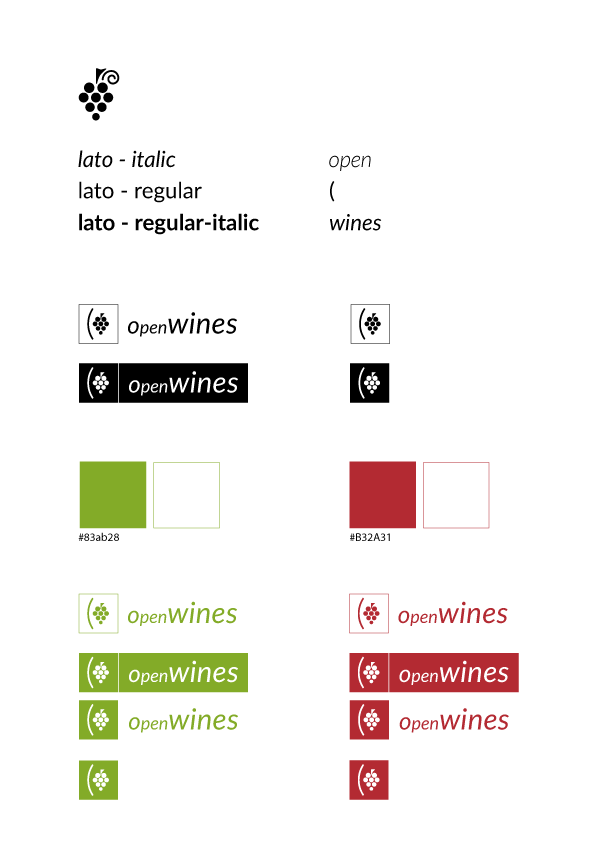 lato - italic
open
lato - regular
(
lato - regular-italic
wines
( openwines
(
( openwines
(
#83ab28
#B32A31
( openwines
( openwines
( openwines
( openwines
( openwines
( openwines
(
(